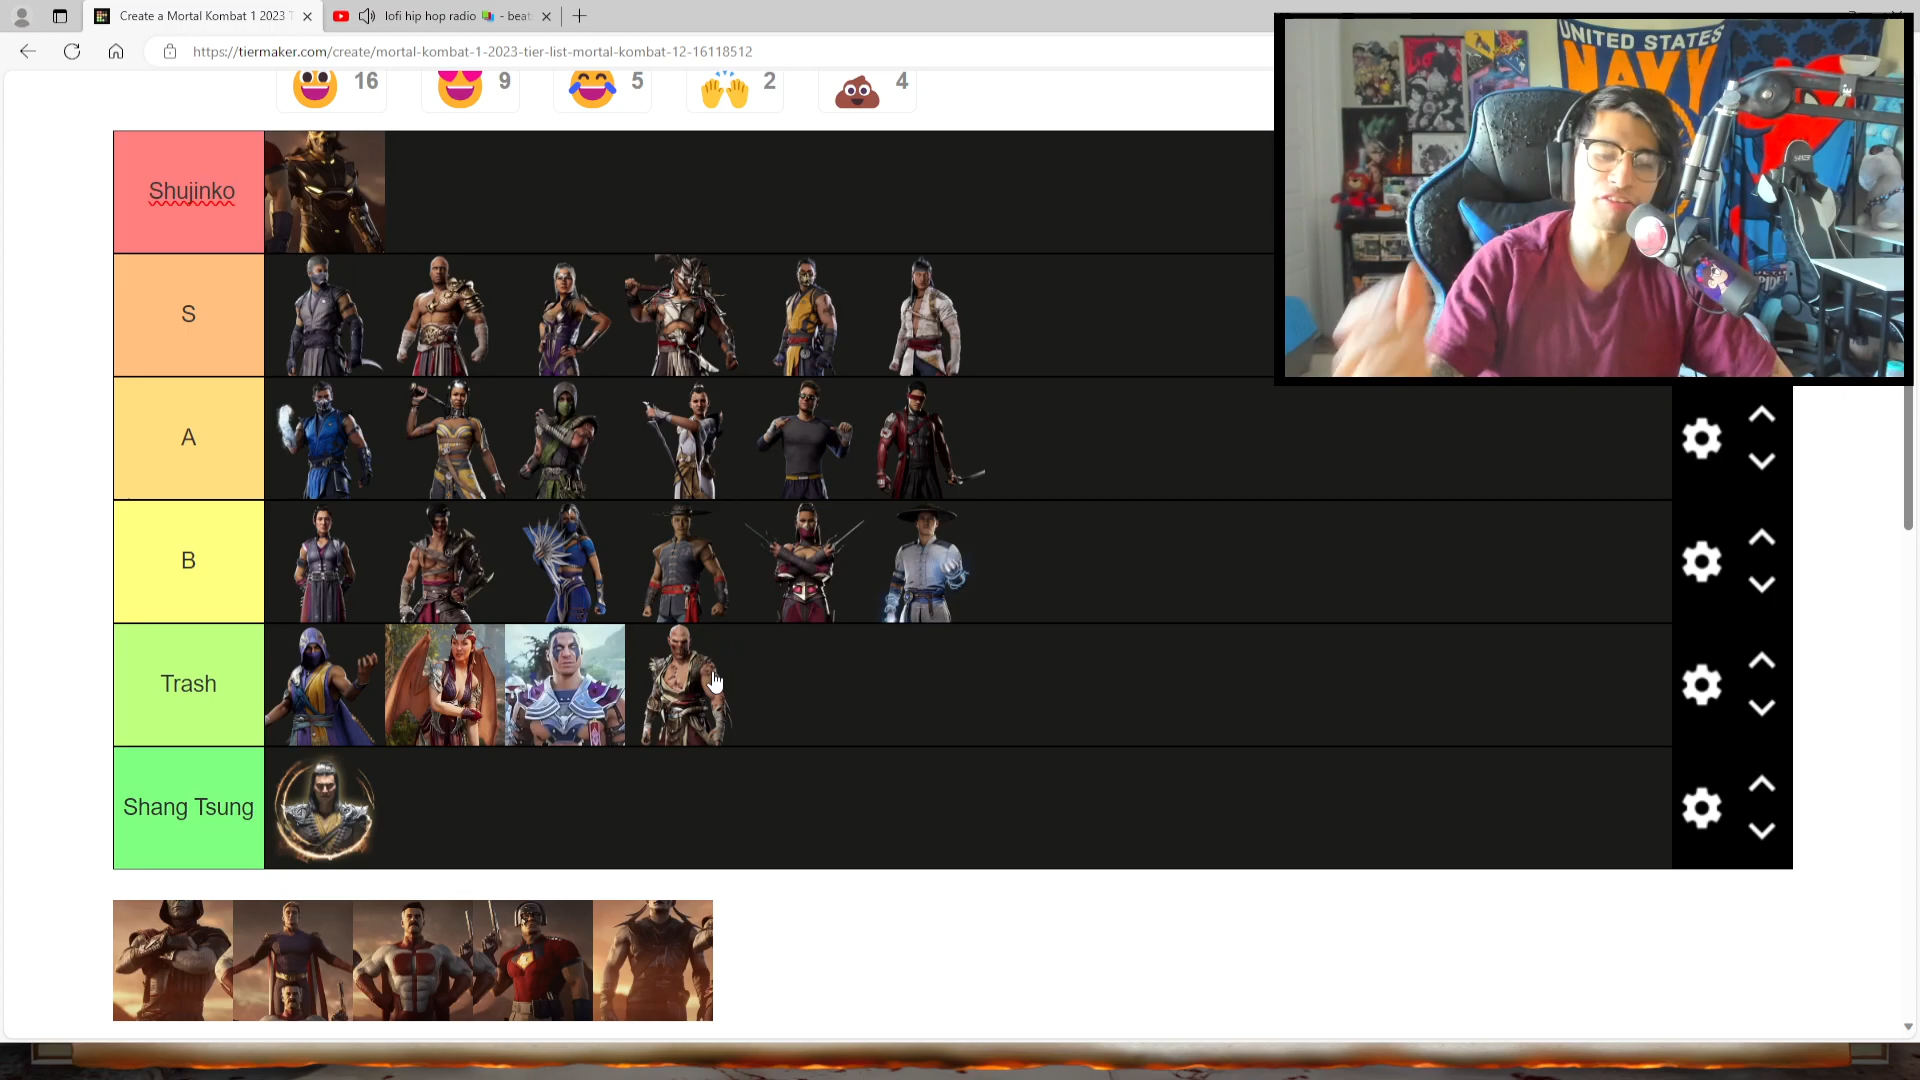 Create a Mortal Kombat 1 2023 T
lofi hip hop radio 📚 - beat
https://tiermaker.com/create/mortal-kombat-1-2023-tier-list-mortal-kombat-12-16118512
16 9 5 2 4
UNITED STATES
NAVY
Shujinko
S
A
B
Trash
Shang Tsung